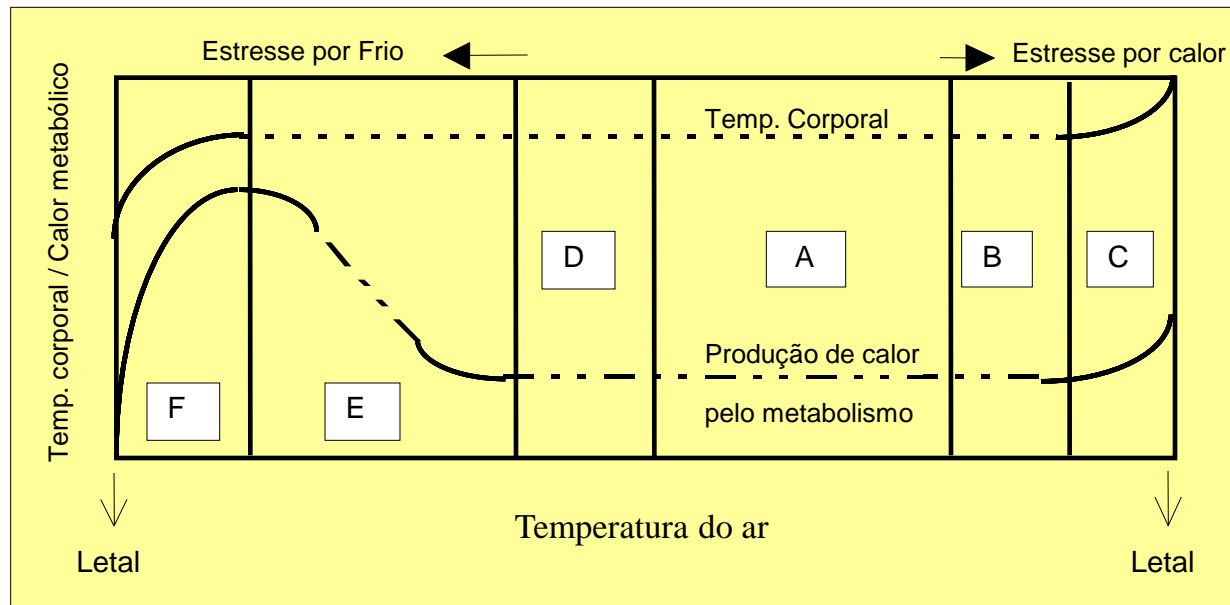 Estresse por Frio
Estresse por calor
Temp. corporal / Calor metabólico
Temp. Corporal
D
A
B
C
Produção de calor
pelo metabolismo
F
E
Temperatura do ar
Letal
Letal